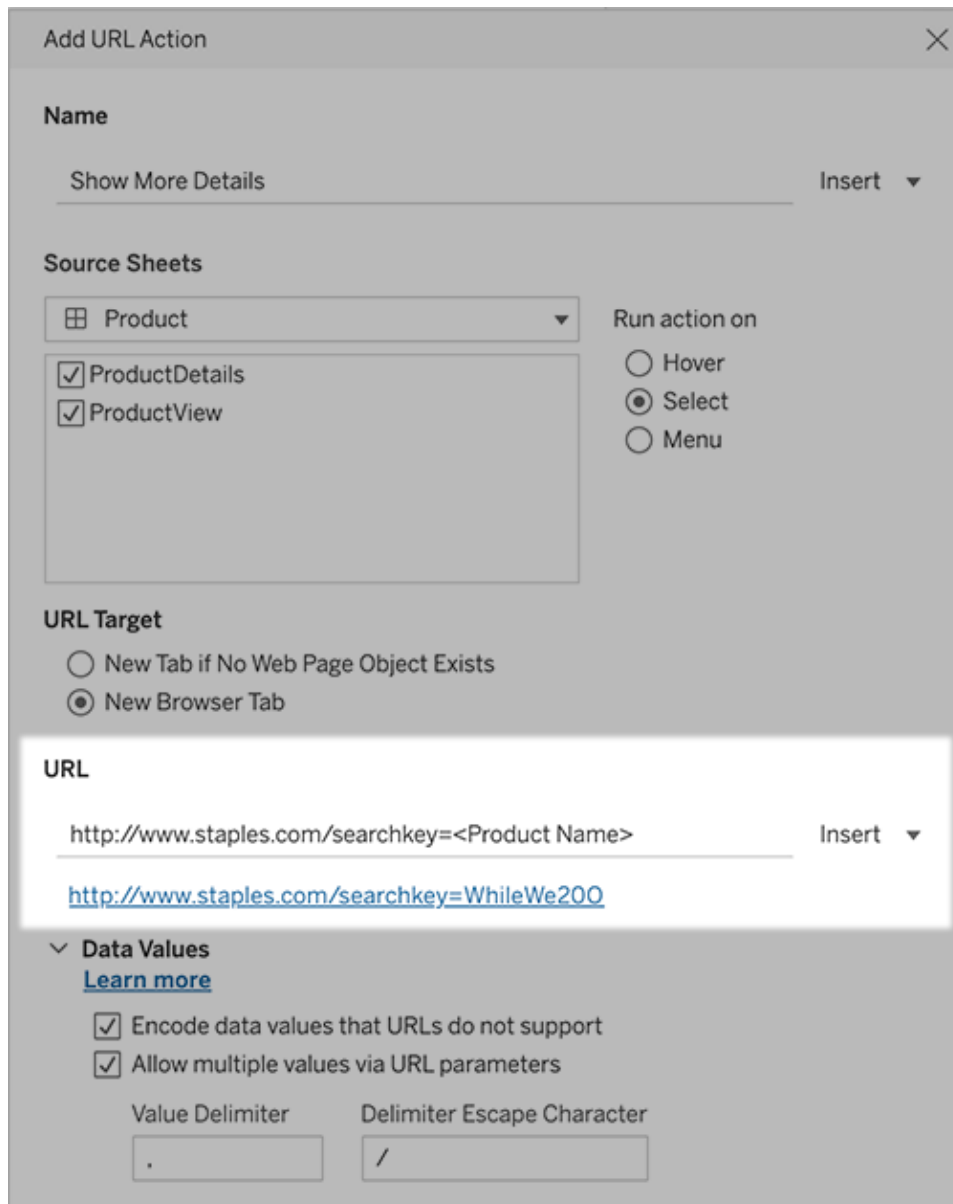 Add URL Action
Name
Show More Details Insert
Source Sheets
Product Run action on
ProductDetails Hover
ProductView Select
Menu
URL Target
New Tab if No Web Page Object Exists
New Browser Tab
URL
http://www.staples.com/searchkey=<Product Name> Insert
http://www.staples.com/searchkey=WhileWe20O
Data Values
Learn more
Encode data values that URLs do not support
Allow multiple values via URL parameters
Value Delimiter Delimiter Escape Character
, /